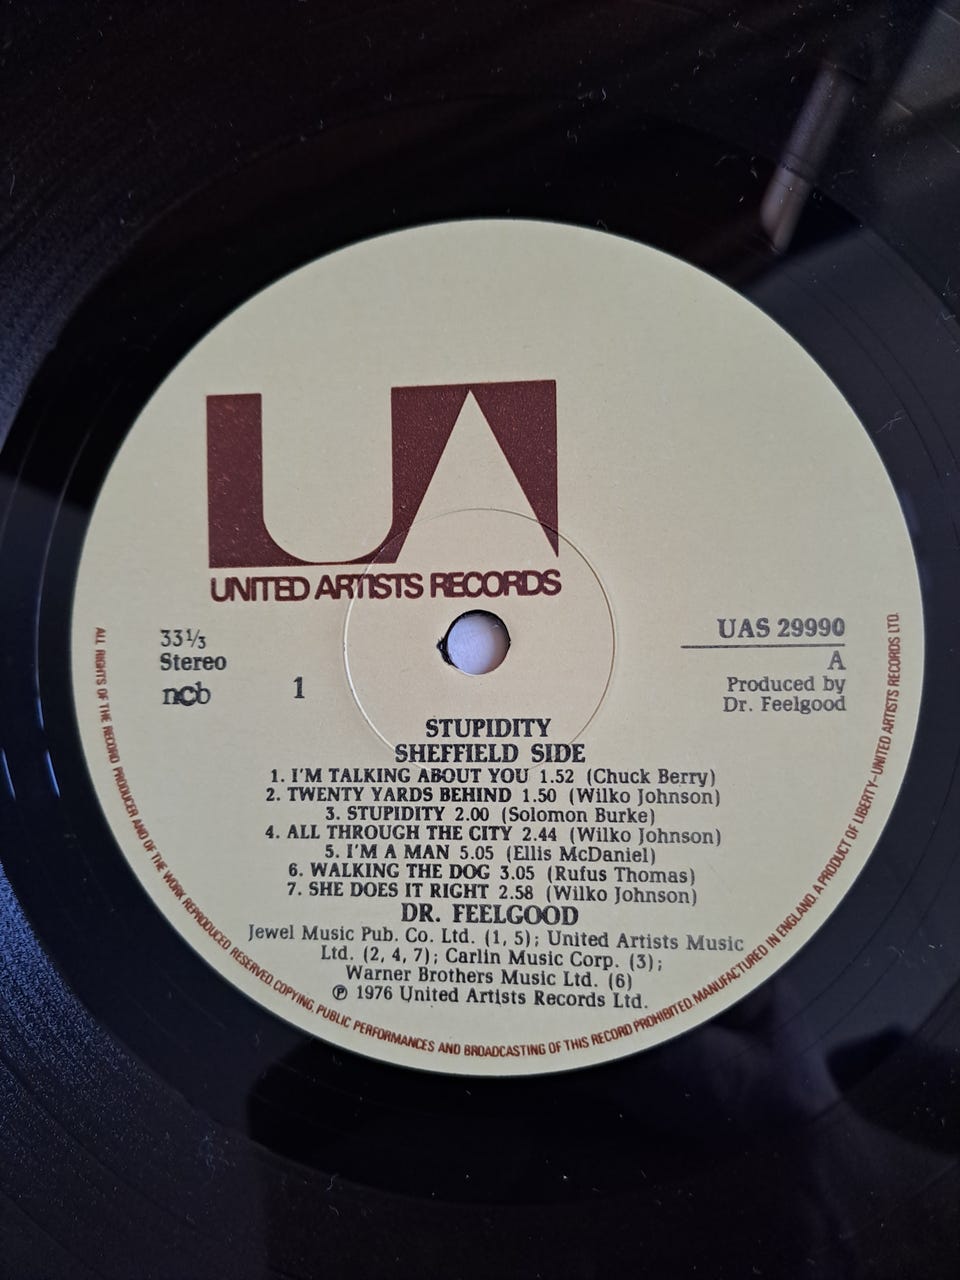 UA
UNITED ARTISTS RECORDS
33⅓
Stereo
ncb
1
UAS 29990
A
Produced by
Dr. Feelgood
STUPIDITY
SHEFFIELD SIDE
1. I'M TALKING ABOUT YOU 1.52 (Chuck Berry)
2. TWENTY YARDS BEHIND 1.50 (Wilko Johnson)
3. STUPIDITY 2.00 (Solomon Burke)
4. ALL THROUGH THE CITY 2.44 (Wilko Johnson)
5. I'M A MAN 5.05 (Ellis McDaniel)
6. WALKING THE DOG 3.05 (Rufus Thomas)
7. SHE DOES IT RIGHT 2.58 (Wilko Johnson)
DR. FEELGOOD
Jewel Music Pub. Co. Ltd. (1, 5); United Artists Music
Ltd. (2, 4, 7); Carlin Music Corp. (3);
Warner Brothers Music Ltd. (6)
℗ 1976 United Artists Records Ltd.
ALL RIGHTS OF THE RECORD PRODUCER AND OF THE WORK REPRODUCED RESERVED. COPYING, PUBLIC PERFORMANCES AND BROADCASTING OF THIS RECORD PROHIBITED. MANUFACTURED IN ENGLAND. A PRODUCT OF LIBERTY–UNITED ARTISTS RECORDS LTD.